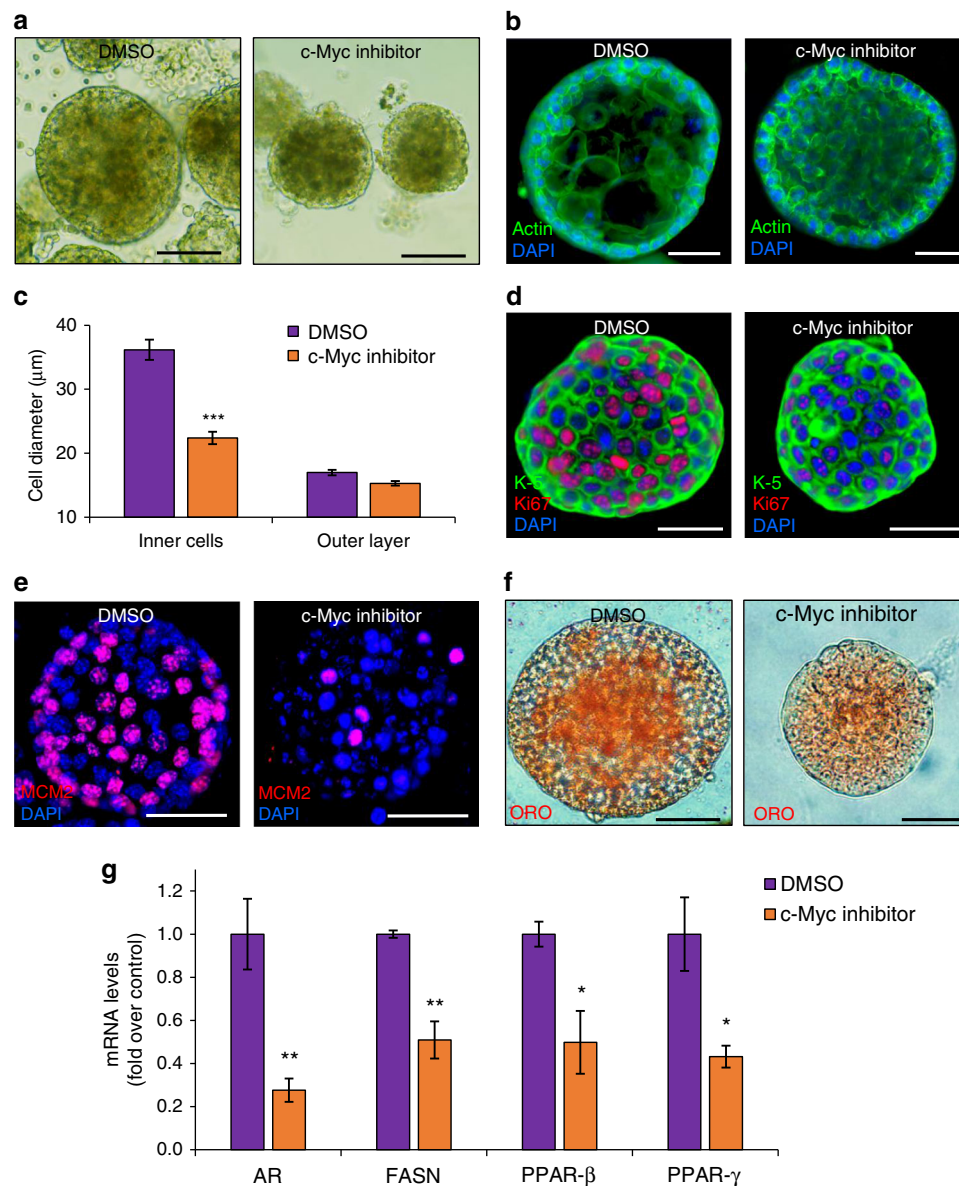 a
DMSO
c-Myc inhibitor
b
DMSO
c-Myc inhibitor
Actin
DAPI
Actin
DAPI
c
Cell diameter (μm)
40
30
20
10
DMSO
c-Myc inhibitor
***
Inner cells
Outer layer
d
DMSO
c-Myc inhibitor
K-5
Ki67
DAPI
K-5
Ki67
DAPI
e
DMSO
c-Myc inhibitor
MCM2
DAPI
MCM2
DAPI
f
DMSO
c-Myc inhibitor
ORO
ORO
g
mRNA levels
(fold over control)
1.2
1.0
0.8
0.6
0.4
0.2
0.0
DMSO
c-Myc inhibitor
**
**
*
*
AR
FASN
PPAR-β
PPAR-γ